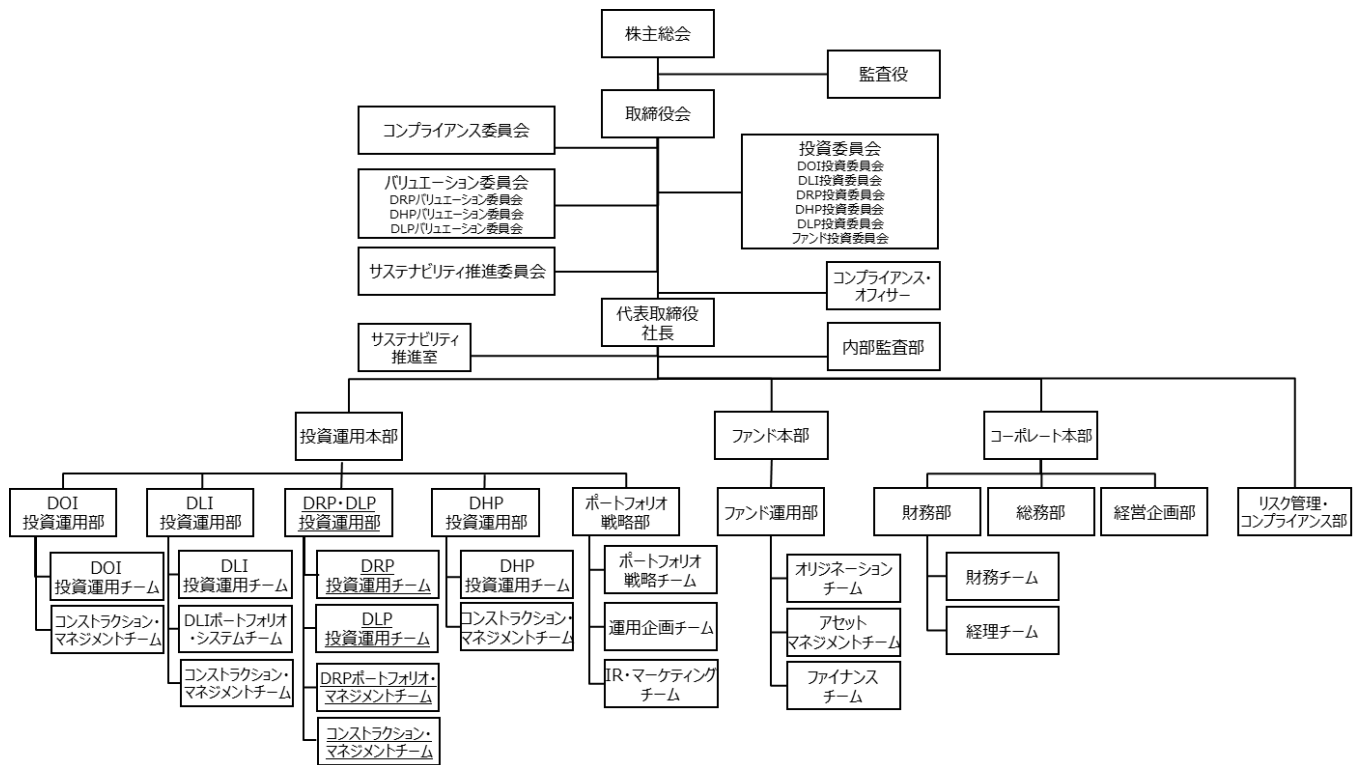 株主総会
監査役
取締役会
コンプライアンス委員会
投資委員会
DOI投資委員会
DLI投資委員会
DRP投資委員会
DHP投資委員会
DLP投資委員会
ファンド投資委員会
バリュエーション委員会
DRPバリュエーション委員会
DHPバリュエーション委員会
DLPバリュエーション委員会
サステナビリティ推進委員会
コンプライアンス・
オフィサー
代表取締役
社長
サステナビリティ
推進室
内部監査部
投資運用本部
ファンド本部
コーポレート本部
DOI
投資運用部
DLI
投資運用部
DRP・DLP
投資運用部
DHP
投資運用部
ポートフォリオ
戦略部
ファンド運用部
財務部
総務部
経営企画部
リスク管理・
コンプライアンス部
DOI
投資運用チーム
コンストラクション・
マネジメントチーム
DLI
投資運用チーム
DLIポートフォリオ
・システムチーム
コンストラクション・
マネジメントチーム
DRP
投資運用チーム
DLP
投資運用チーム
DRPポートフォリオ・
マネジメントチーム
コンストラクション・
マネジメントチーム
DHP
投資運用チーム
コンストラクション・
マネジメントチーム
ポートフォリオ
戦略チーム
運用企画チーム
IR・マーケティング
チーム
オリジネーション
チーム
アセット
マネジメントチーム
ファイナンス
チーム
財務チーム
経理チーム